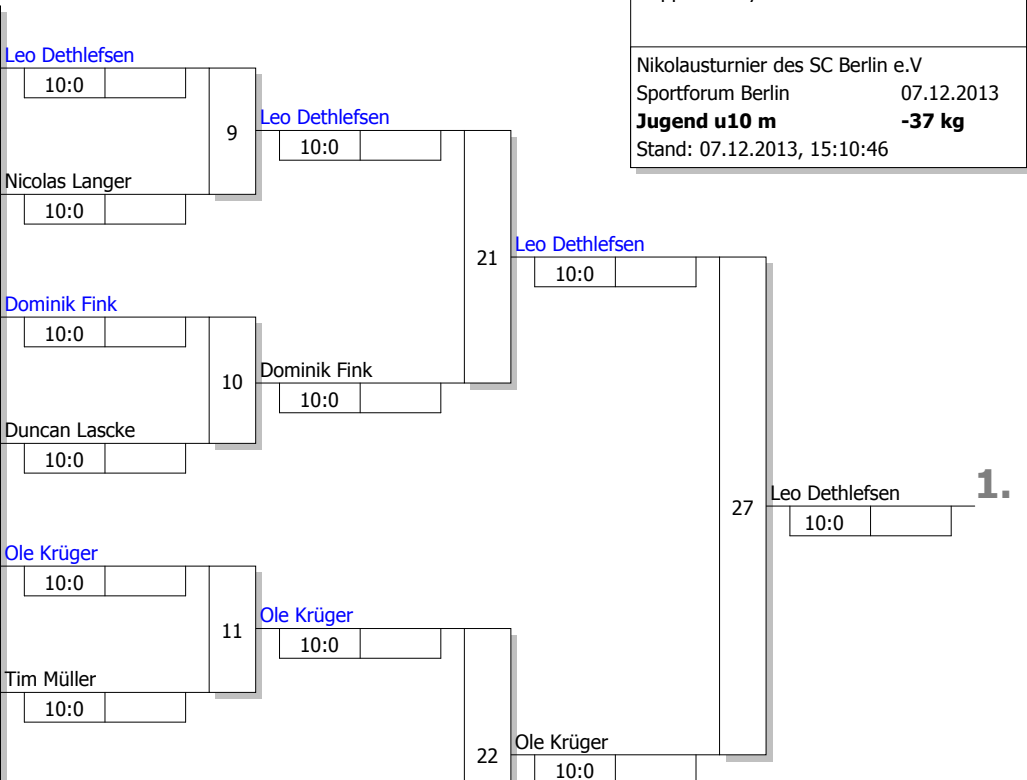 Nikolausturnier des SC Berlin e.V
Sportforum Berlin 07.12.2013
Jugend u10 m -37 kg
Stand: 07.12.2013, 15:10:46
Leo Dethlefsen
10:0
9
Leo Dethlefsen
10:0
Nicolas Langer
10:0
21
Leo Dethlefsen
10:0
Dominik Fink
10:0
10
Dominik Fink
10:0
Duncan Lascke
10:0
27
Leo Dethlefsen 1.
10:0
Ole Krüger
10:0
11
Ole Krüger
10:0
Tim Müller
10:0
22
Ole Krüger
10:0